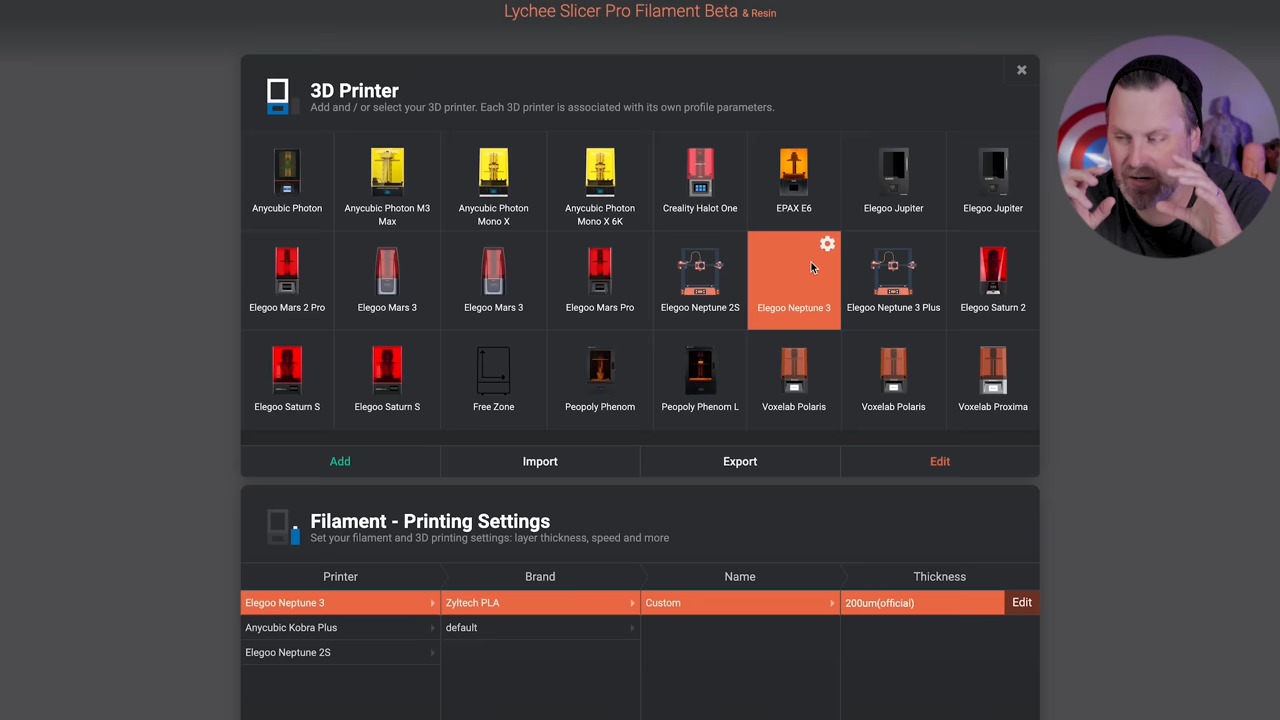 Lychee Slicer Pro Filament Beta & Resin
3D Printer
Add and / or select your 3D printer. Each 3D printer is associated with its own profile parameters.
Anycubic Photon
Anycubic Photon M3
Max
Anycubic Photon
Mono X
Anycubic Photon
Mono X 6K
Creality Halot One
EPAX E6
Elegoo Jupiter
Elegoo Jupiter
Elegoo Mars 2 Pro
Elegoo Mars 3
Elegoo Mars 3
Elegoo Mars Pro
Elegoo Neptune 2S
Elegoo Neptune 3
Elegoo Neptune 3 Plus
Elegoo Saturn 2
Elegoo Saturn S
Elegoo Saturn S
Free Zone
Peopoly Phenom
Peopoly Phenom L
Voxelab Polaris
Voxelab Polaris
Voxelab Proxima
Add
Import
Export
Edit
Filament - Printing Settings
Set your filament and 3D printing settings: layer thickness, speed and more
Printer
Brand
Name
Thickness
Elegoo Neptune 3
Zyltech PLA
Custom
200um(official)
Edit
Anycubic Kobra Plus
default
Elegoo Neptune 2S